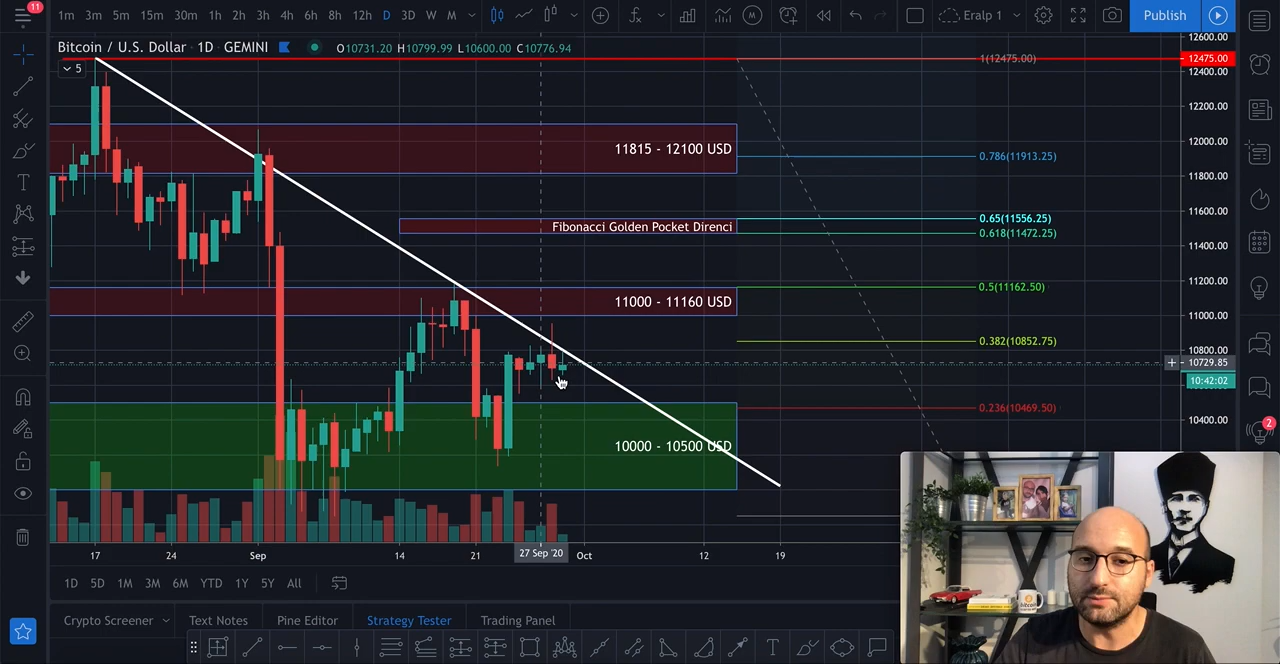 11
1m 3m 5m 15m 30m 1h 2h 3h 4h 6h 8h 12h D 3D W M
M
Eralp 1
Publish
Bitcoin / U.S. Dollar 1D GEMINI
O10731.20 H10799.99 L10600.00 C10776.94
5
11815 - 12100 USD
Fibonacci Golden Pocket Direnci
11000 - 11160 USD
10000 - 10500 USD
1(12475.00)
0.786(11913.25)
0.65(11556.25)
0.618(11472.25)
0.5(11162.50)
0.382(10852.75)
0.236(10469.50)
12600.00
12475.00
12400.00
12200.00
12000.00
11800.00
11600.00
11400.00
11200.00
11000.00
10800.00
10729.85
10:42:02
10400.00
2
17 24 Sep 14 21 27 Sep '20 Oct 12 19
1D 5D 1M 3M 6M YTD 1Y 5Y All
Crypto Screener Text Notes Pine Editor Strategy Tester Trading Panel
bitcoin